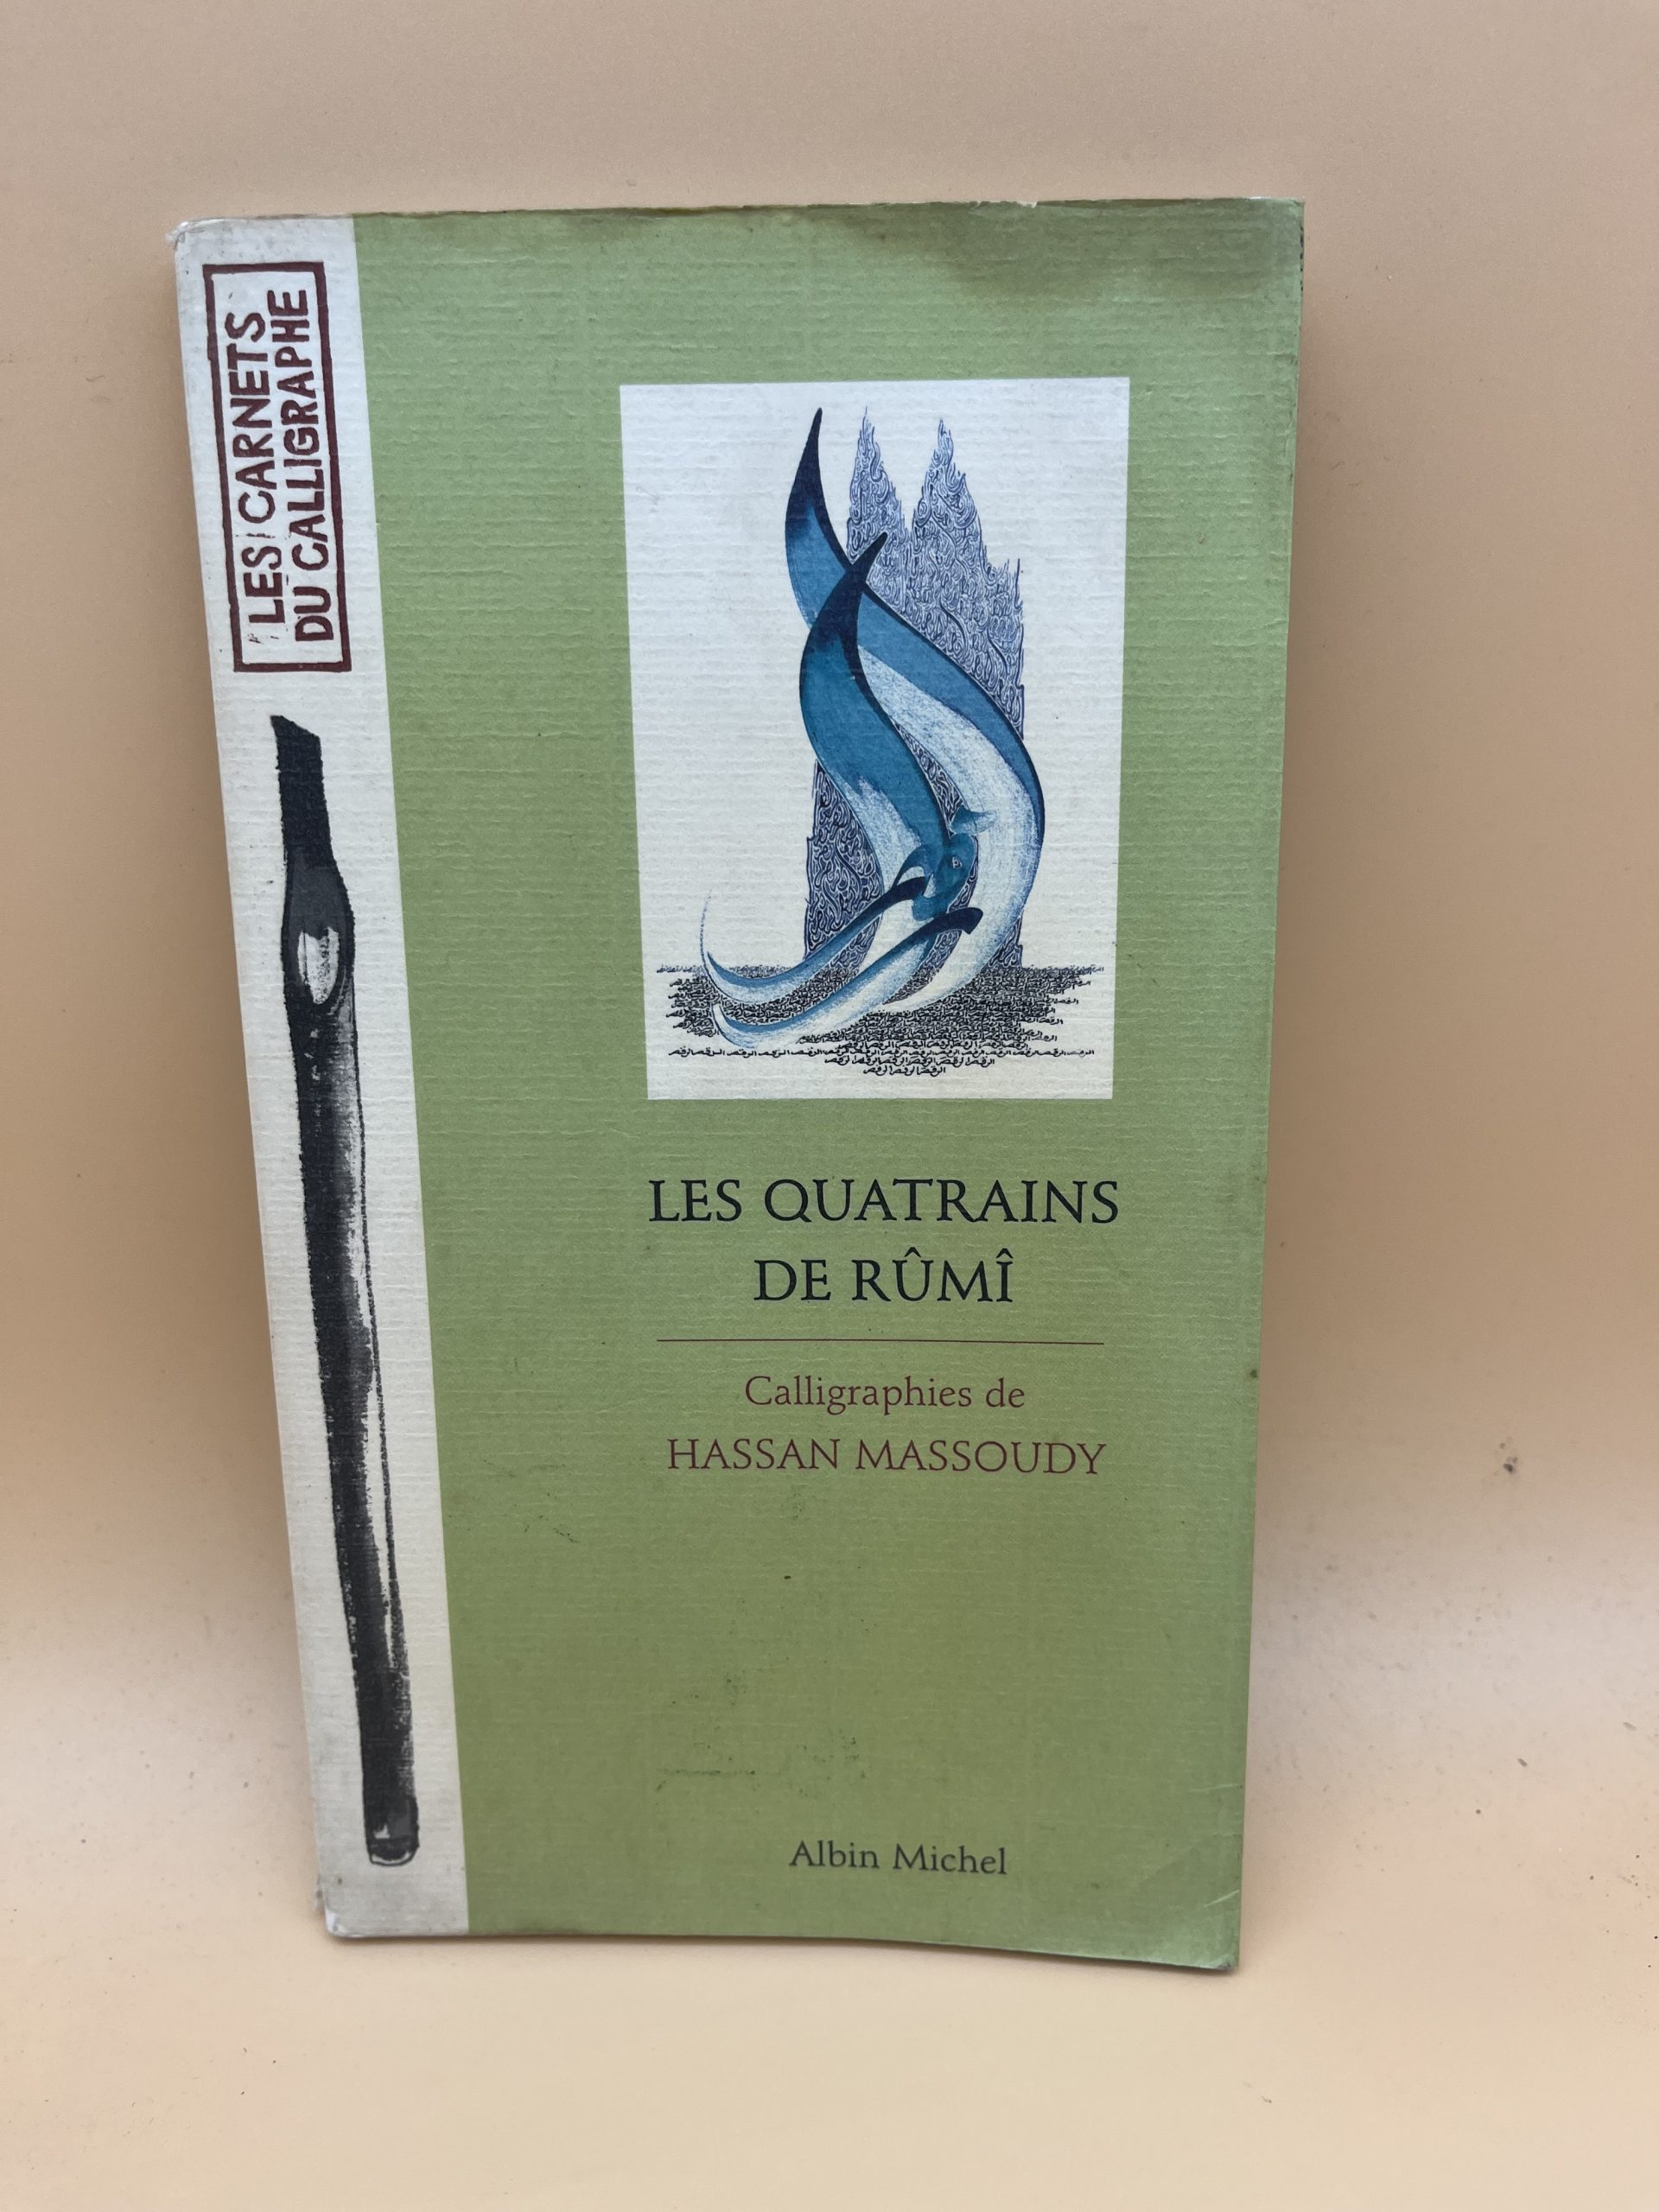 LES CARNETS
DU CALLIGRAPHE
LES QUATRAINS
DE RÛMÎ
Calligraphies de
HASSAN MASSOUDY
Albin Michel